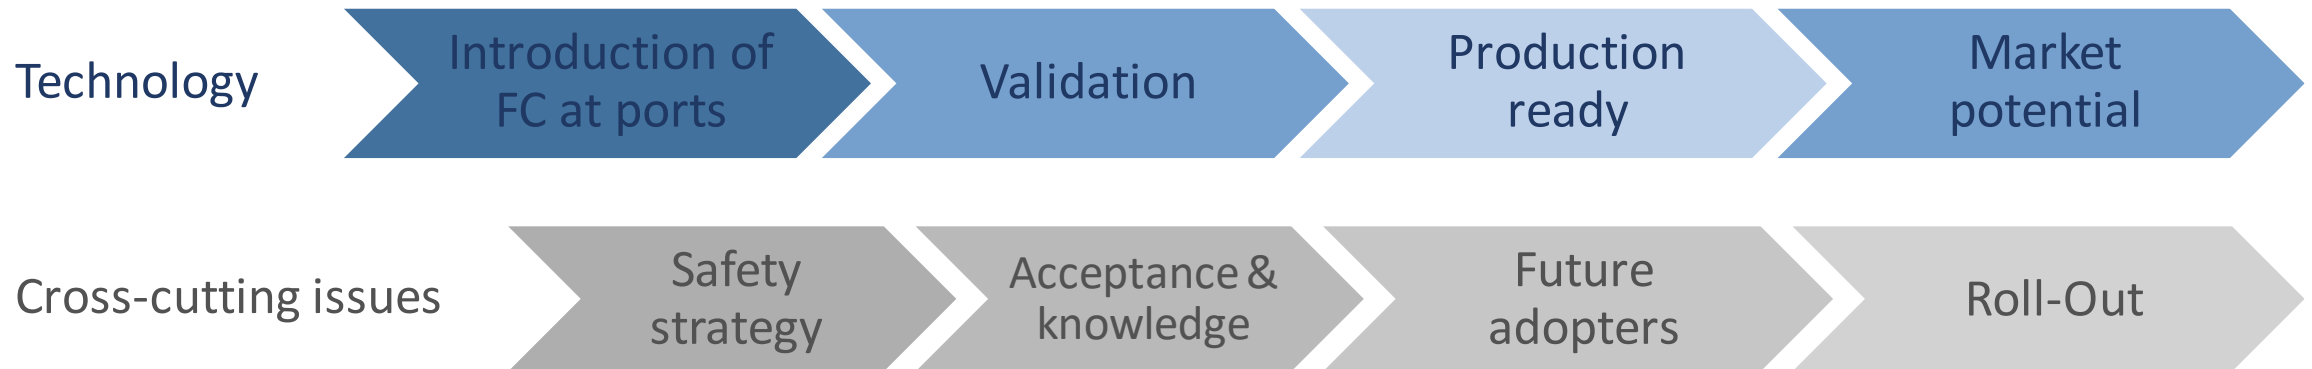 Technology
Introduction of
FC at ports
Validation
Production
ready
Market
potential
Cross-cutting issues
Safety
strategy
Acceptance &
knowledge
Future
adopters
Roll-Out